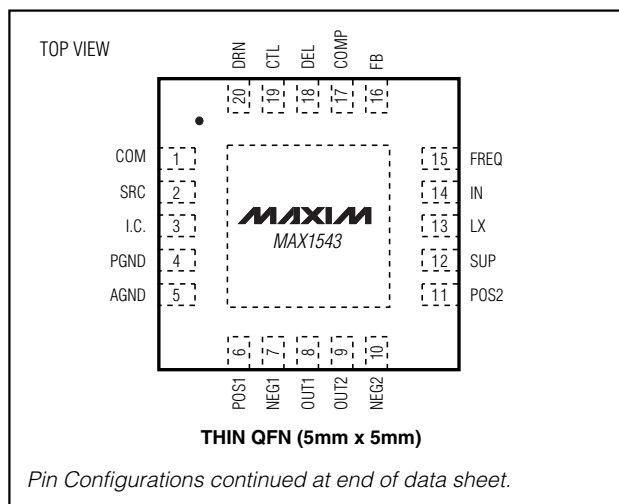 TOP VIEW
DRN
CTL
DEL
COMP
FB
20
19
18
17
16
COM 1
SRC 2
I.C. 3
PGND 4
AGND 5
15 FREQ
14 IN
13 LX
12 SUP
11 POS2
MAXIM
MAX1543
6
7
8
9
10
POS1
NEG1
OUT1
OUT2
NEG2
THIN QFN (5mm x 5mm)
Pin Configurations continued at end of data sheet.